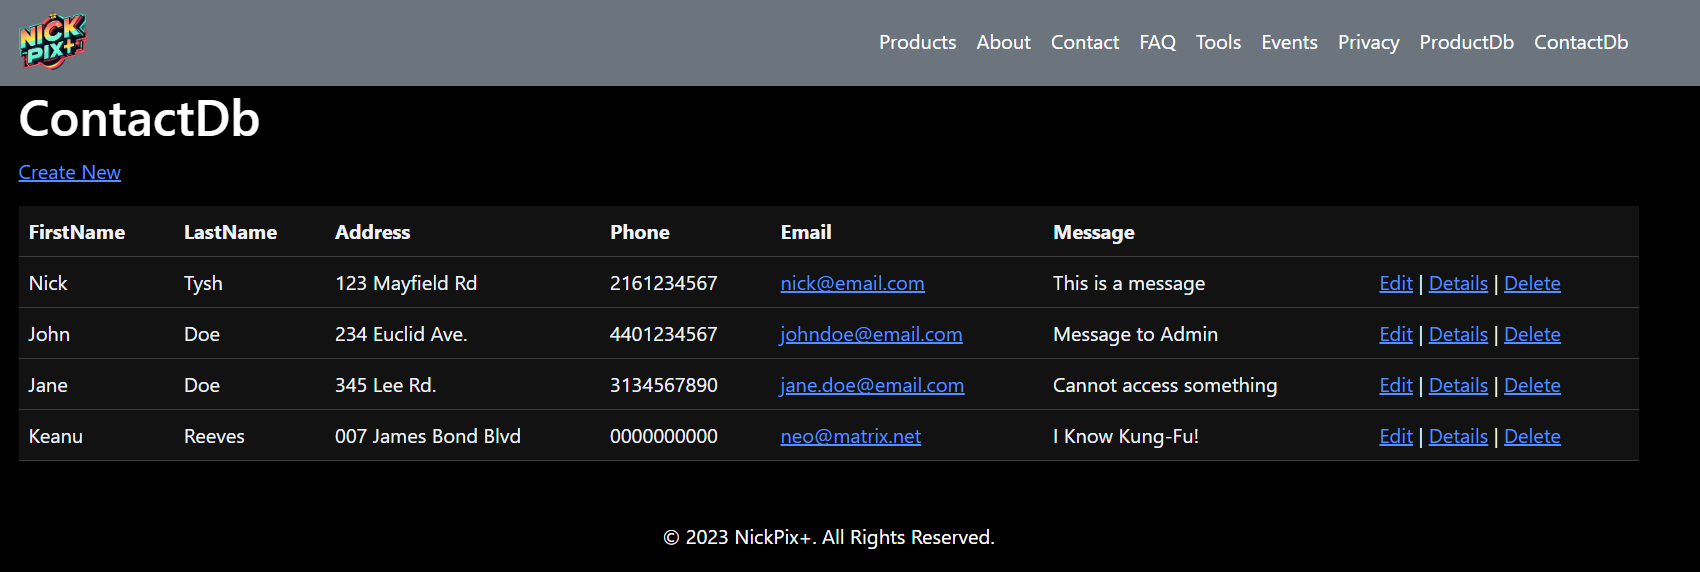 NICK
PIX+
Products About Contact FAQ Tools Events Privacy ProductDb ContactDb
ContactDb
Create New
FirstName LastName Address Phone Email Message
Nick Tysh 123 Mayfield Rd 2161234567 nick@email.com This is a message Edit | Details | Delete
John Doe 234 Euclid Ave. 4401234567 johndoe@email.com Message to Admin Edit | Details | Delete
Jane Doe 345 Lee Rd. 3134567890 jane.doe@email.com Cannot access something Edit | Details | Delete
Keanu Reeves 007 James Bond Blvd 0000000000 neo@matrix.net I Know Kung-Fu! Edit | Details | Delete
© 2023 NickPix+. All Rights Reserved.